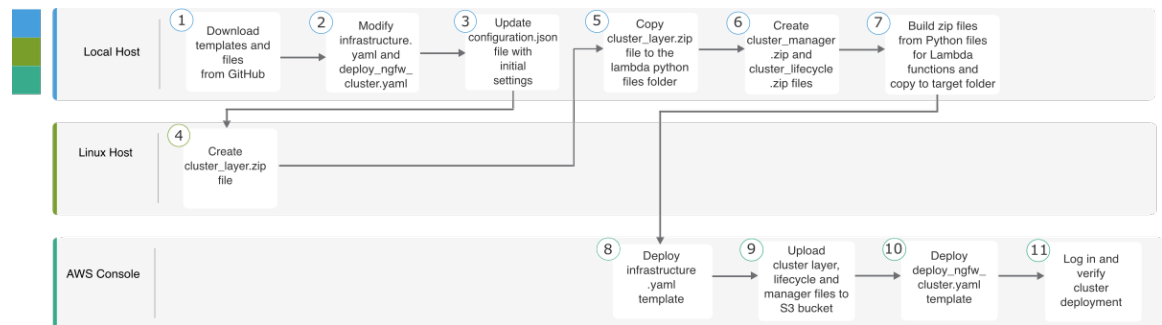 Local Host
1
Download
templates and
files
from GitHub
2
Modify
infrastructure.
yaml and
deploy_ngfw_
cluster.yaml
3
Update
configuration.json
file with
initial
settings
5
Copy
cluster_layer.zip
file to the
lambda python
files folder
6
Create
cluster_manager
.zip and
cluster_lifecycle
.zip files
7
Build zip files
from Python files
for Lambda
functions and
copy to target folder
Linux Host
4
Create
cluster_layer.zip
file
AWS Console
8
Deploy
infrastructure
.yaml
template
9
Upload
cluster layer,
lifecycle and
manager files to
S3 bucket
10
Deploy
deploy_ngfw_
cluster.yaml
template
11
Log in and
verify
cluster
deployment